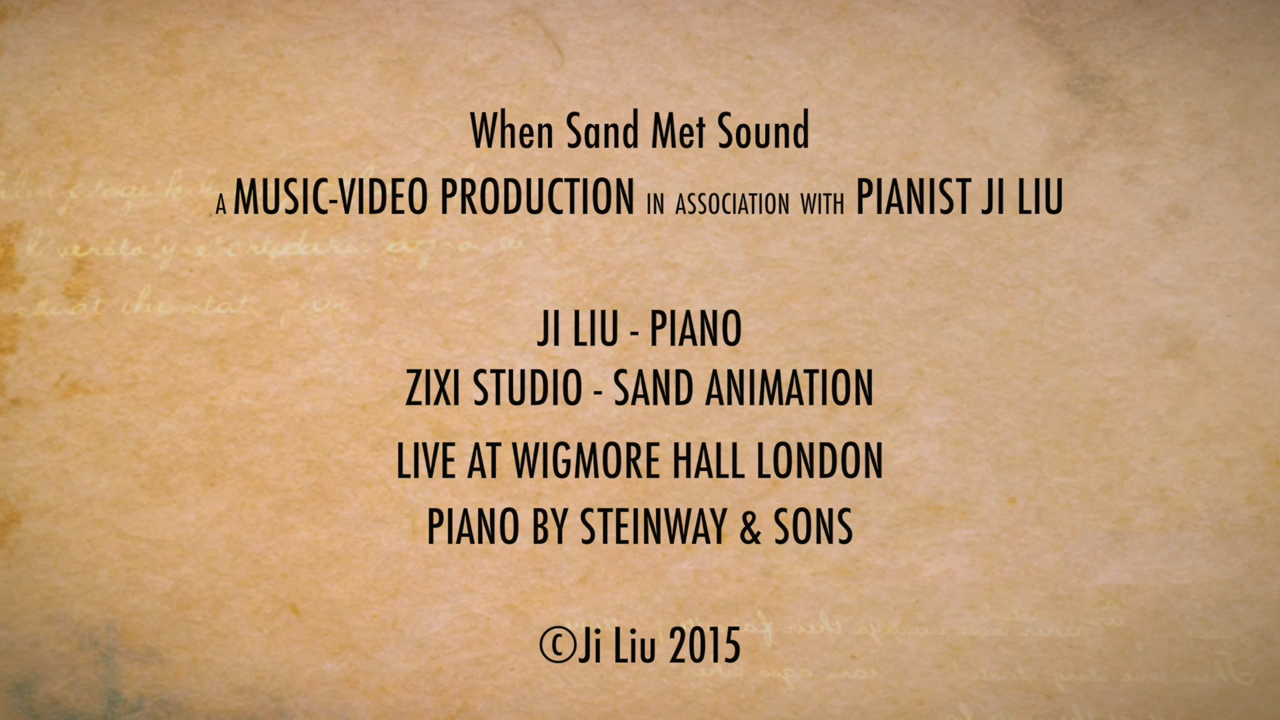 When Sand Met Sound
A MUSIC-VIDEO PRODUCTION IN ASSOCIATION WITH PIANIST JI LIU
JI LIU - PIANO
ZIXI STUDIO - SAND ANIMATION
LIVE AT WIGMORE HALL LONDON
PIANO BY STEINWAY & SONS
©Ji Liu 2015